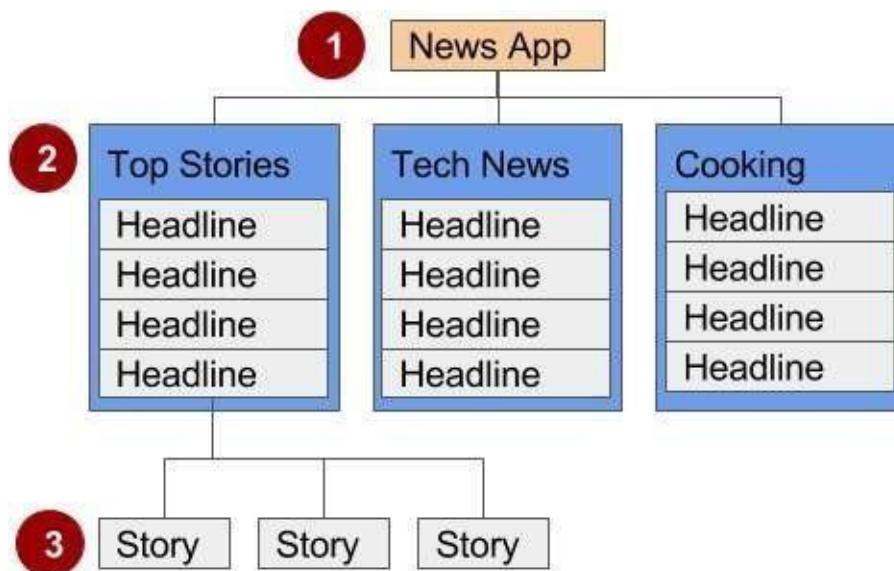 1 News App
2
Top Stories
Headline
Headline
Headline
Headline
Tech News
Headline
Headline
Headline
Headline
Cooking
Headline
Headline
Headline
Headline
3 Story Story Story